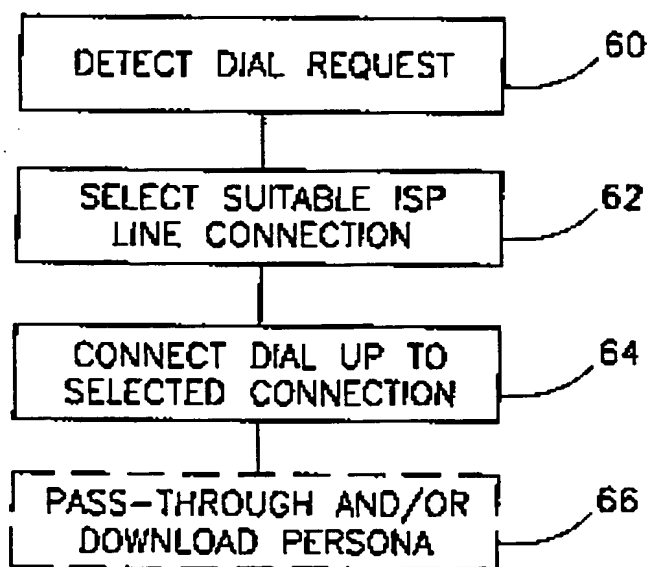 DETECT DIAL REQUEST
60
SELECT SUITABLE ISP
LINE CONNECTION
62
CONNECT DIAL UP TO
SELECTED CONNECTION
64
PASS-THROUGH AND/OR
DOWNLOAD PERSONA
66